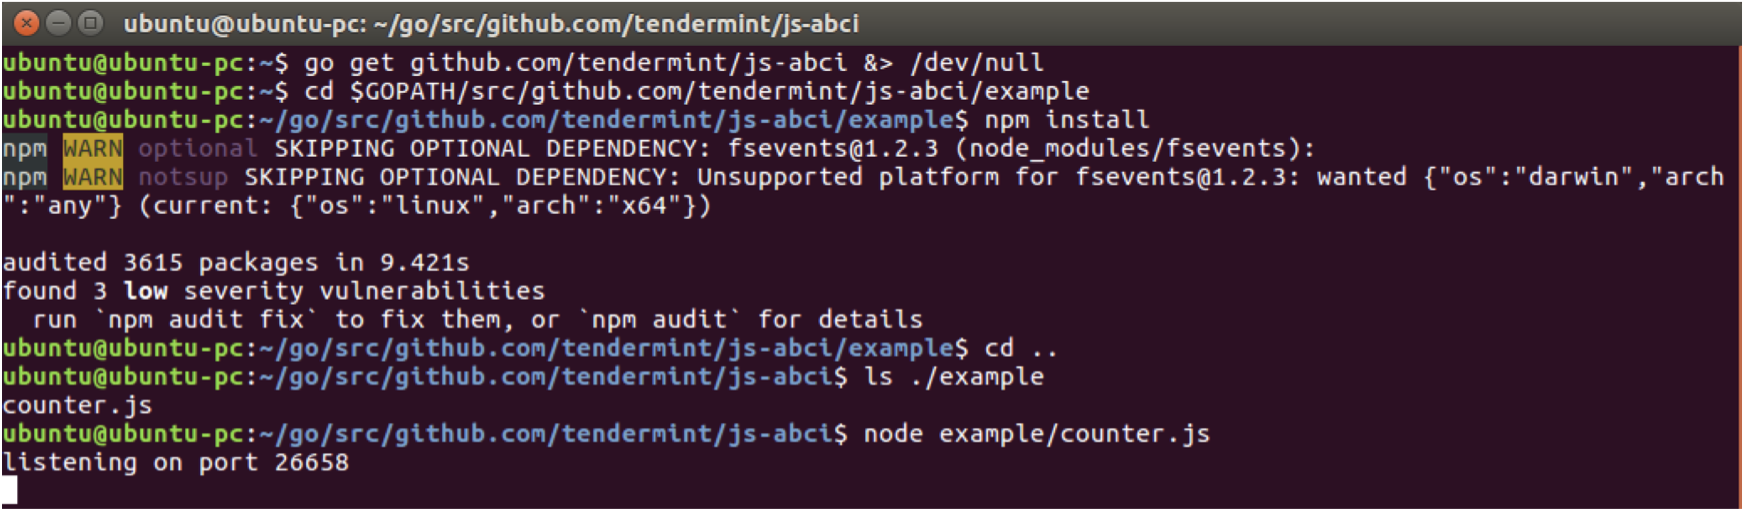 ubuntu@ubuntu-pc: ~/go/src/github.com/tendermint/js-abci
ubuntu@ubuntu-pc:~$ go get github.com/tendermint/js-abci &> /dev/null
ubuntu@ubuntu-pc:~$ cd $GOPATH/src/github.com/tendermint/js-abci/example
ubuntu@ubuntu-pc:~/go/src/github.com/tendermint/js-abci/example$ npm install
npm WARN optional SKIPPING OPTIONAL DEPENDENCY: fsevents@1.2.3 (node_modules/fsevents):
npm WARN notsup SKIPPING OPTIONAL DEPENDENCY: Unsupported platform for fsevents@1.2.3: wanted {"os":"darwin","arch
":"any"} (current: {"os":"linux","arch":"x64"})
audited 3615 packages in 9.421s
found 3 low severity vulnerabilities
  run `npm audit fix` to fix them, or `npm audit` for details
ubuntu@ubuntu-pc:~/go/src/github.com/tendermint/js-abci/example$ cd ..
ubuntu@ubuntu-pc:~/go/src/github.com/tendermint/js-abci$ ls ./example
counter.js
ubuntu@ubuntu-pc:~/go/src/github.com/tendermint/js-abci$ node example/counter.js
listening on port 26658